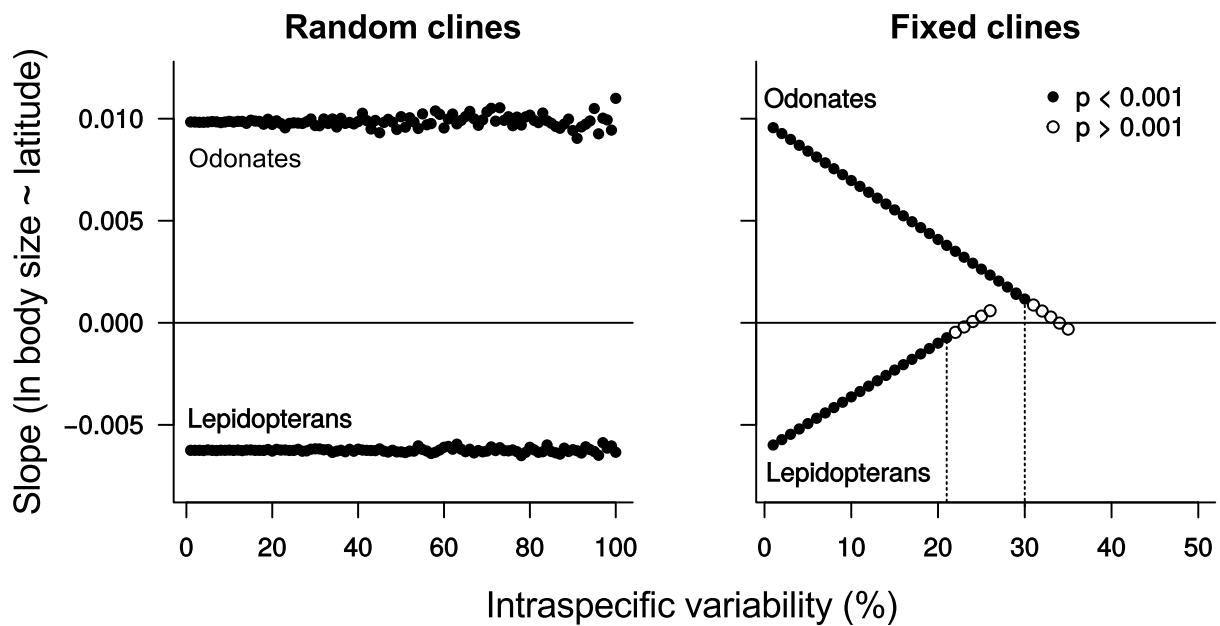 Random clines
Fixed clines
Slope (ln body size ~ latitude)
0.010
0.005
0.000
−0.005
Odonates
Lepidopterans
0 20 40 60 80 100
Odonates
p < 0.001
p > 0.001
Lepidopterans
0 10 20 30 40 50
Intraspecific variability (%)